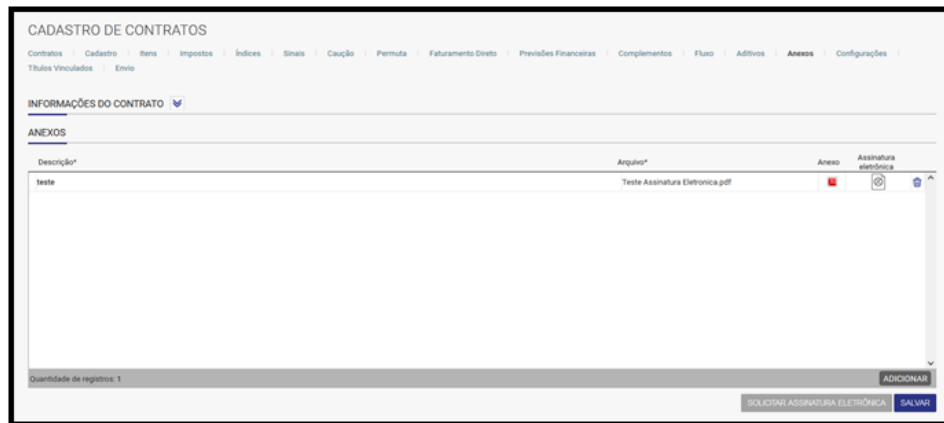 CADASTRO DE CONTRATOS
Contratos Cadastro Itens Impostos Índices Sinais Caução Permuta Faturamento Direto Previsões Financeiras Complementos Fluxo Aditivos Anexos Configurações
Títulos Vinculados Envio
INFORMAÇÕES DO CONTRATO
ANEXOS
Descrição* Arquivo* Anexo Assinatura eletrônica
teste Teste Assinatura Eletronica.pdf
Quantidade de registros: 1 ADICIONAR
SOLICITAR ASSINATURA ELETRÔNICA SALVAR